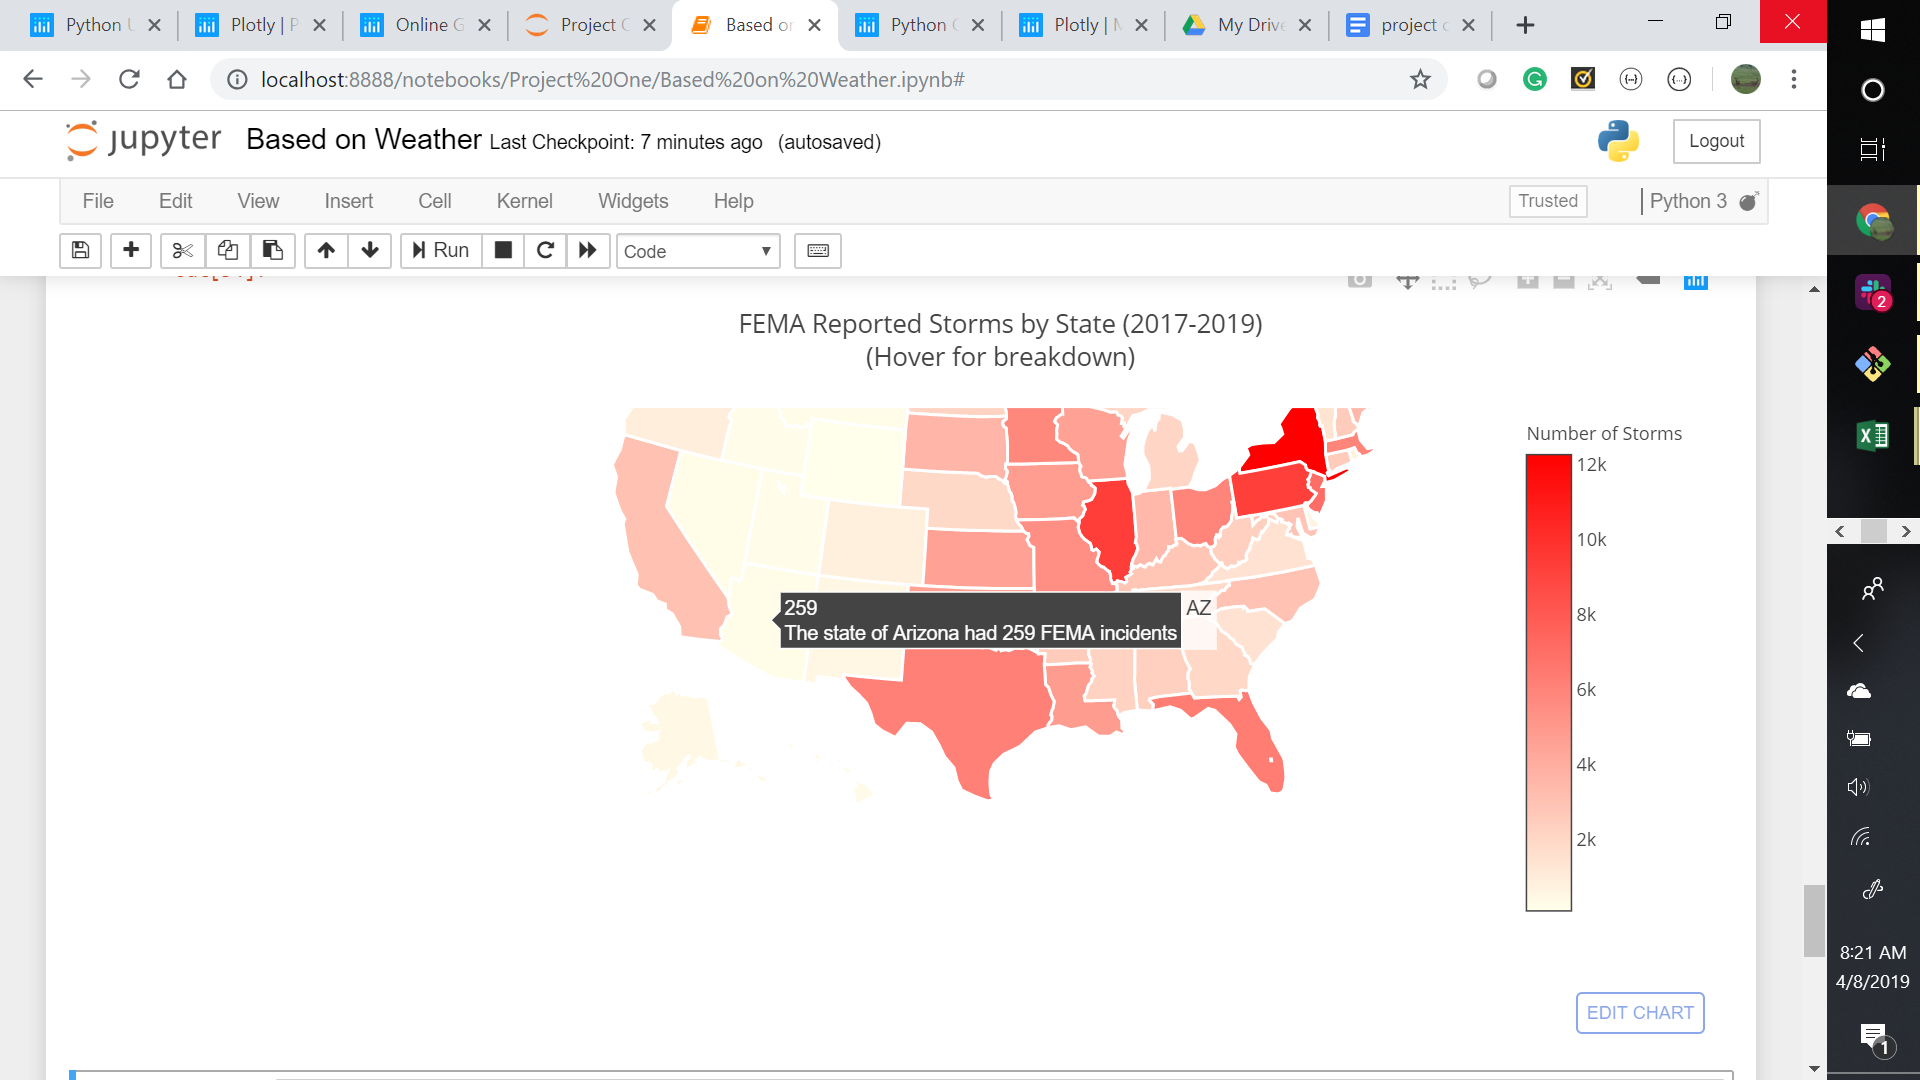 Python U
Plotly | P
Online G
Project C
Based on
Python C
Plotly | M
My Drive
project c
localhost:8888/notebooks/Project%20One/Based%20on%20Weather.ipynb#
jupyter Based on Weather Last Checkpoint: 7 minutes ago (autosaved)
Logout
File Edit View Insert Cell Kernel Widgets Help
Trusted
Python 3
Run
Code
FEMA Reported Storms by State (2017-2019)
(Hover for breakdown)
Number of Storms
12k
10k
8k
6k
4k
2k
259
The state of Arizona had 259 FEMA incidents
AZ
EDIT CHART
2
8:21 AM
4/8/2019
1